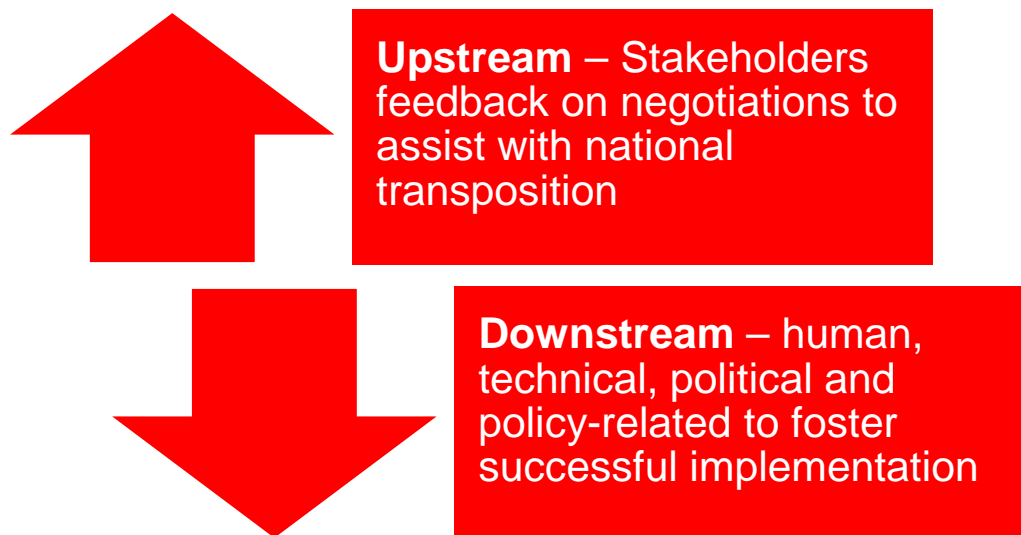 Upstream – Stakeholders
feedback on negotiations to
assist with national
transposition
Downstream – human,
technical, political and
policy-related to foster
successful implementation